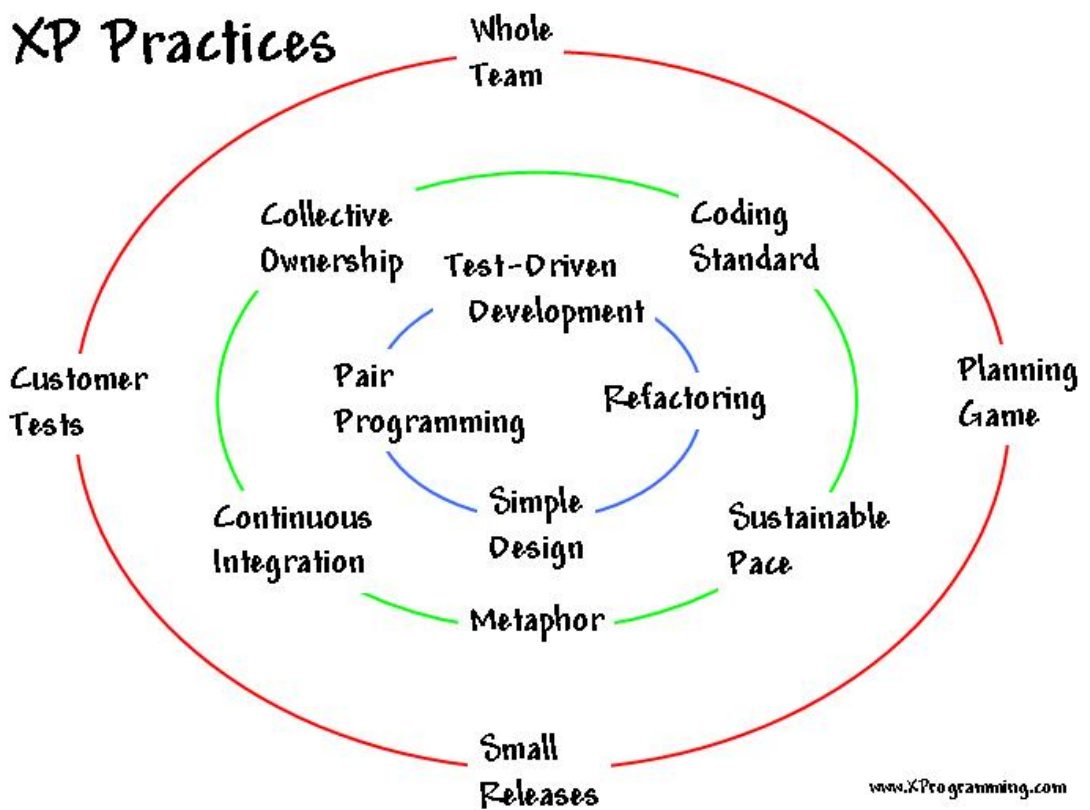 XP Practices
Whole
Team
Collective
Ownership
Coding
Standard
Test-Driven
Development
Customer
Tests
Pair
Programming
Refactoring
Planning
Game
Continuous
Integration
Simple
Design
Sustainable
Pace
Metaphor
Small
Releases
www.XProgramming.com